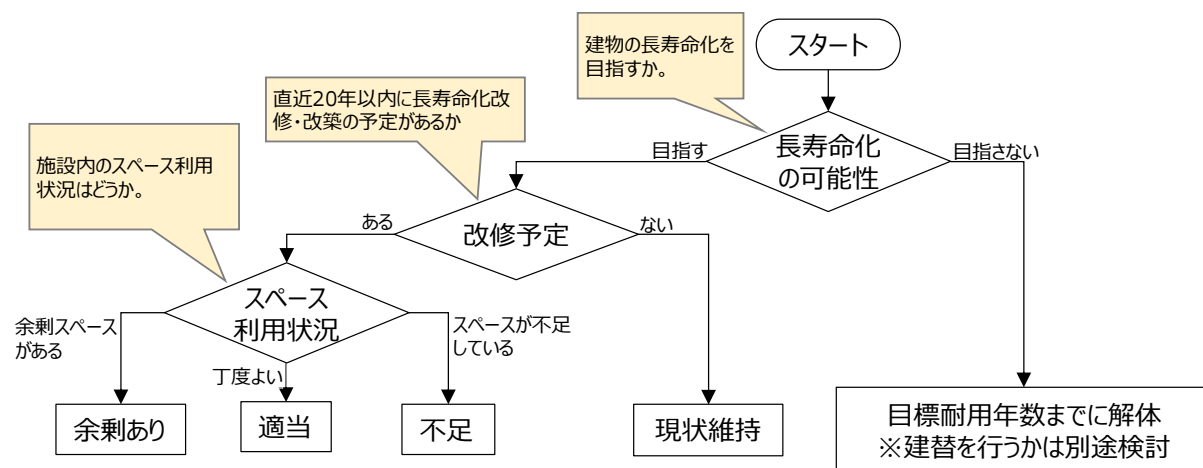 スタート
建物の長寿命化を
目指すか。
長寿命化
の可能性
目指す
目指さない
直近20年以内に長寿命化改
修・改築の予定があるか
改修予定
ある
ない
施設内のスペース利用
状況はどうか。
スペース
利用状況
余剰スペース
がある
丁度よい
スペースが不足
している
余剰あり
適当
不足
現状維持
目標耐用年数までに解体
※建替を行うかは別途検討